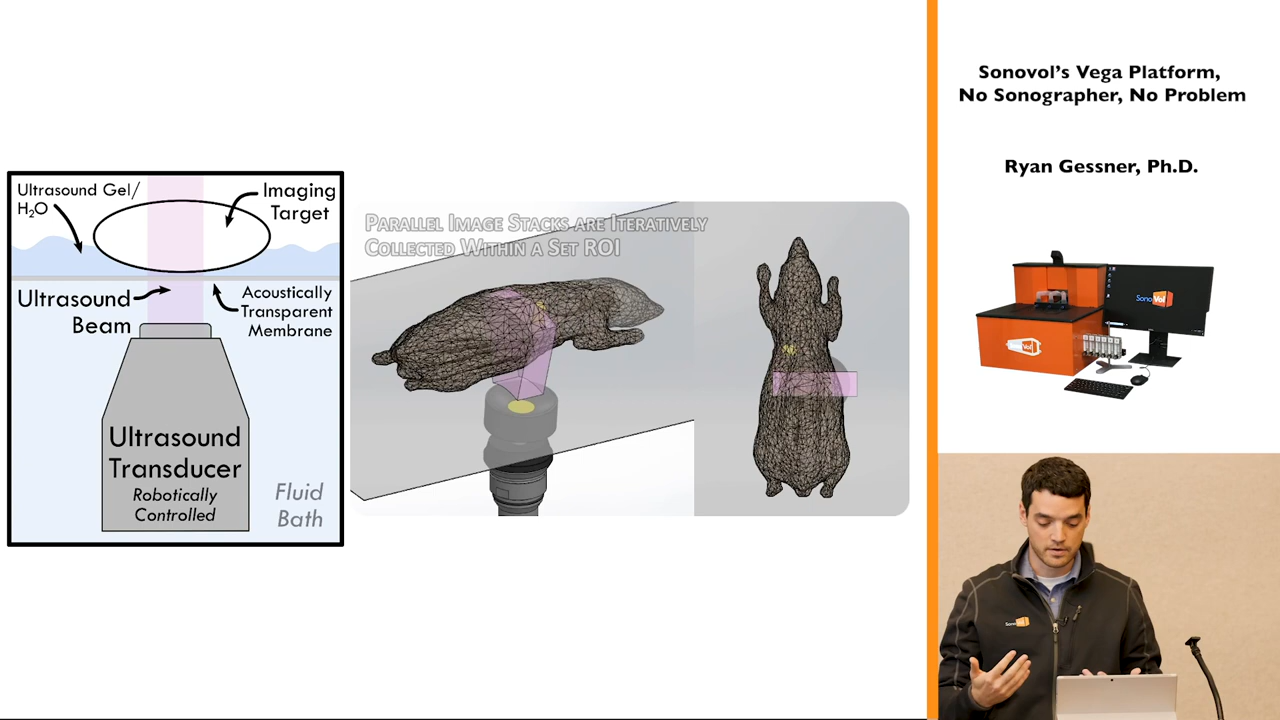 Ultrasound Gel/
H₂O
Imaging
Target
Ultrasound
Beam
Acoustically
Transparent
Membrane
Ultrasound
Transducer
Robotically
Controlled
Fluid
Bath
Parallel Image Stacks are Iteratively
Collected Within a Set ROI
Sonovol's Vega Platform,
No Sonographer, No Problem
Ryan Gessner, Ph.D.
SonoVol
SonoVol